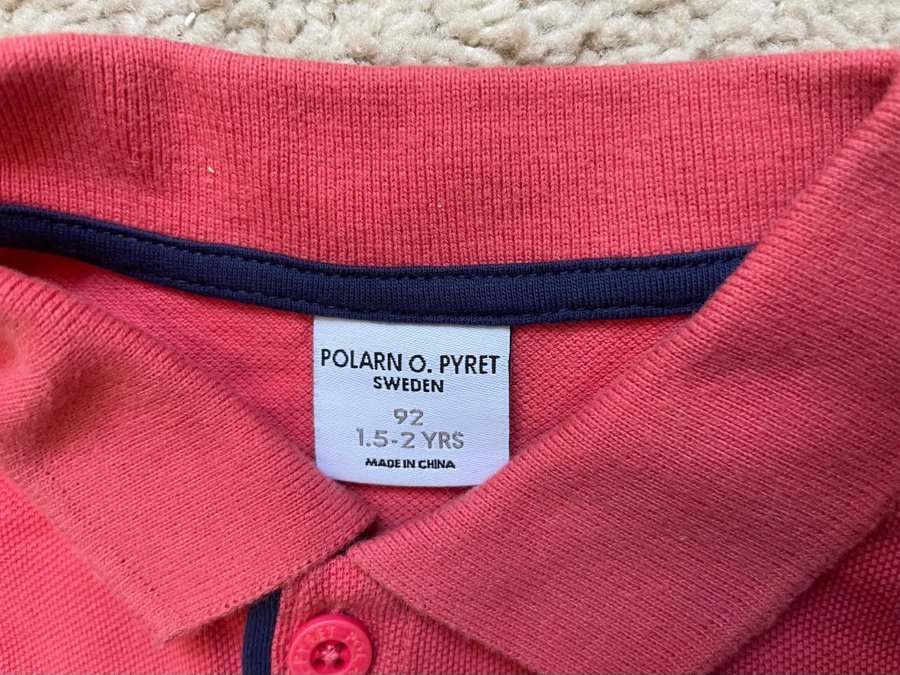 POLARN O. PYRET
SWEDEN
92
1.5-2 YRS
MADE IN CHINA